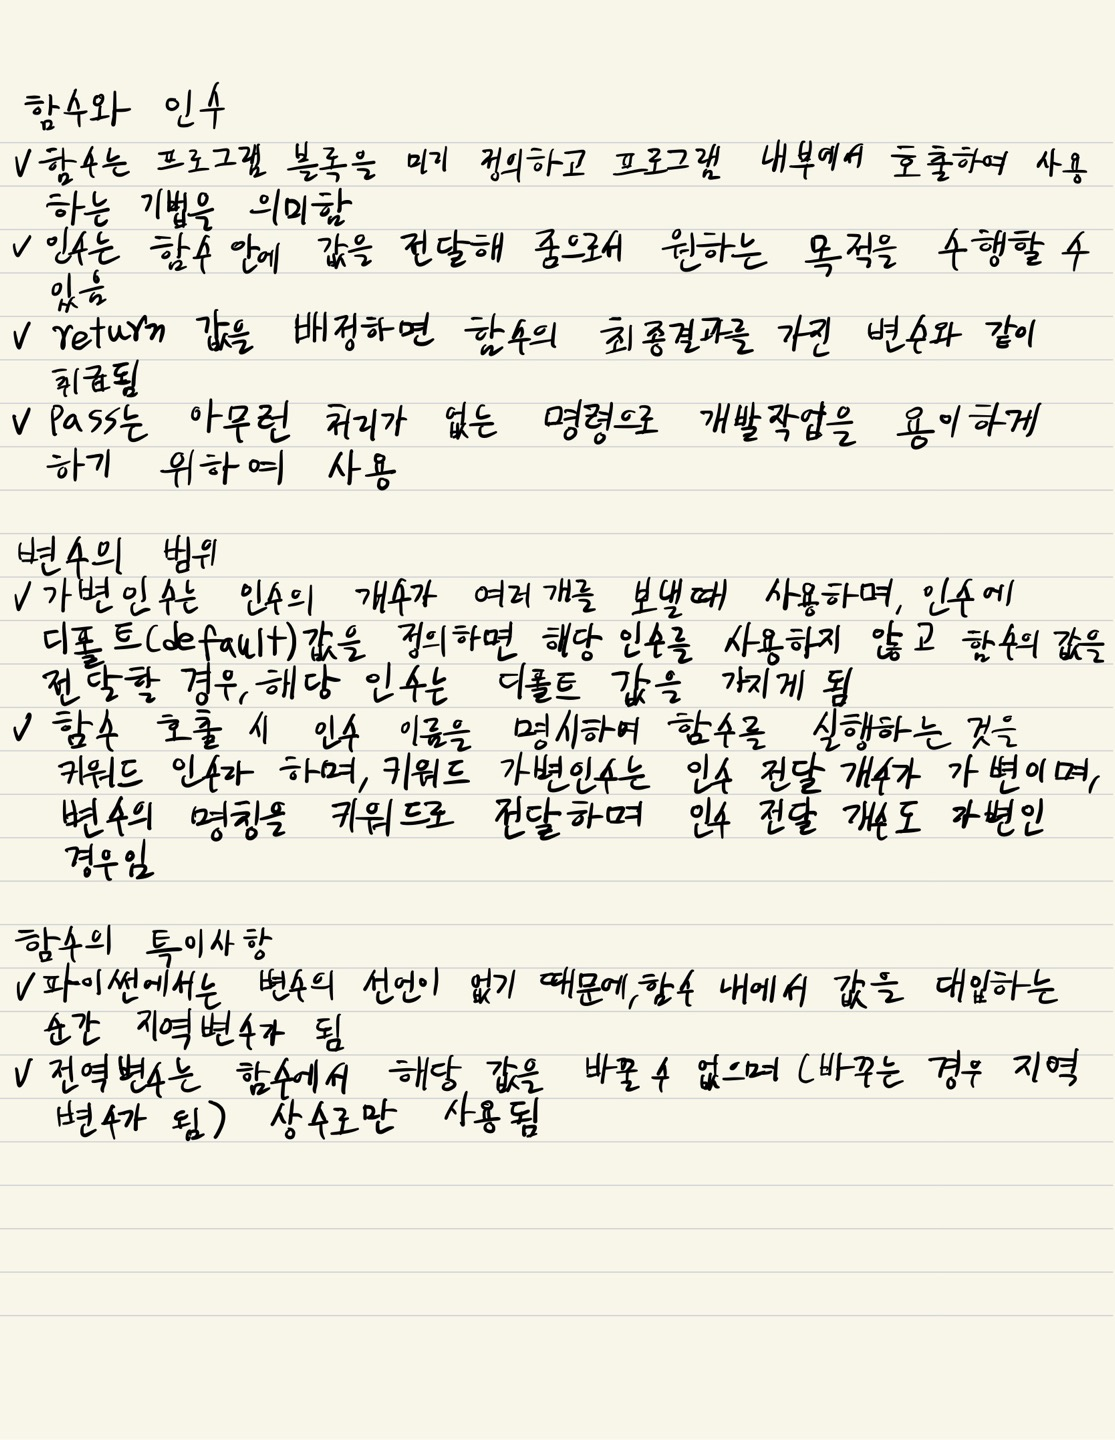 함수와 인수
✓ 함수는 프로그램 블록을 미리 정의하고 프로그램 내부에서 호출하여 사용
하는 기법을 의미함
✓ 인수는 함수 안에 값을 전달해 줌으로서 원하는 목적을 수행할 수
있음
✓ return 값을 배정하면 함수의 최종결과를 가진 변수와 같이
취급됨
✓ Pass는 아무런 처리가 없는 명령으로 개발작업을 용이하게
하기 위하여 사용
변수의 범위
✓ 가변인수는 인수의 개수가 여러개를 보낼때 사용하며, 인수에
디폴트(default)값을 정의하면 해당 인수를 사용하지 않고 함수의 값을
전달할 경우, 해당 인수는 디폴트 값을 가지게 됨
✓ 함수 호출 시 인수 이름을 명시하여 함수를 실행하는 것을
키워드 인수라 하며, 키워드 가변인수는 인수 전달 개수가 가변이며,
변수의 명칭을 키워드로 전달하며 인수 전달 개수도 가변인
경우임
함수의 특이사항
✓ 파이썬에서는 변수의 선언이 없기 때문에, 함수 내에서 값을 대입하는
순간 지역변수가 됨
✓ 전역변수는 함수에서 해당 값을 바꿀 수 없으며 (바꾸는 경우 지역
변수가 됨) 상수로만 사용됨